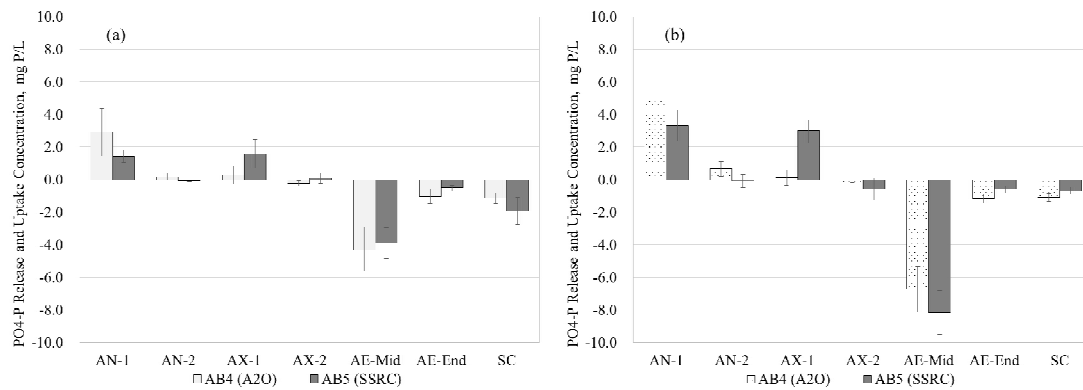 (a)
PO4-P Release and Uptake Concentration, mg P/L
10.0
8.0
6.0
4.0
2.0
0.0
-2.0
-4.0
-6.0
-8.0
-10.0
AN-1 AN-2 AX-1 AX-2 AE-Mid AE-End SC
AB4 (A2O) AB5 (SSRC)
(b)
PO4-P Release and Uptake Concentration, mg P/L
10.0
8.0
6.0
4.0
2.0
0.0
-2.0
-4.0
-6.0
-8.0
-10.0
AN-1 AN-2 AX-1 AX-2 AE-Mid AE-End SC
AB4 (A2O) AB5 (SSRC)